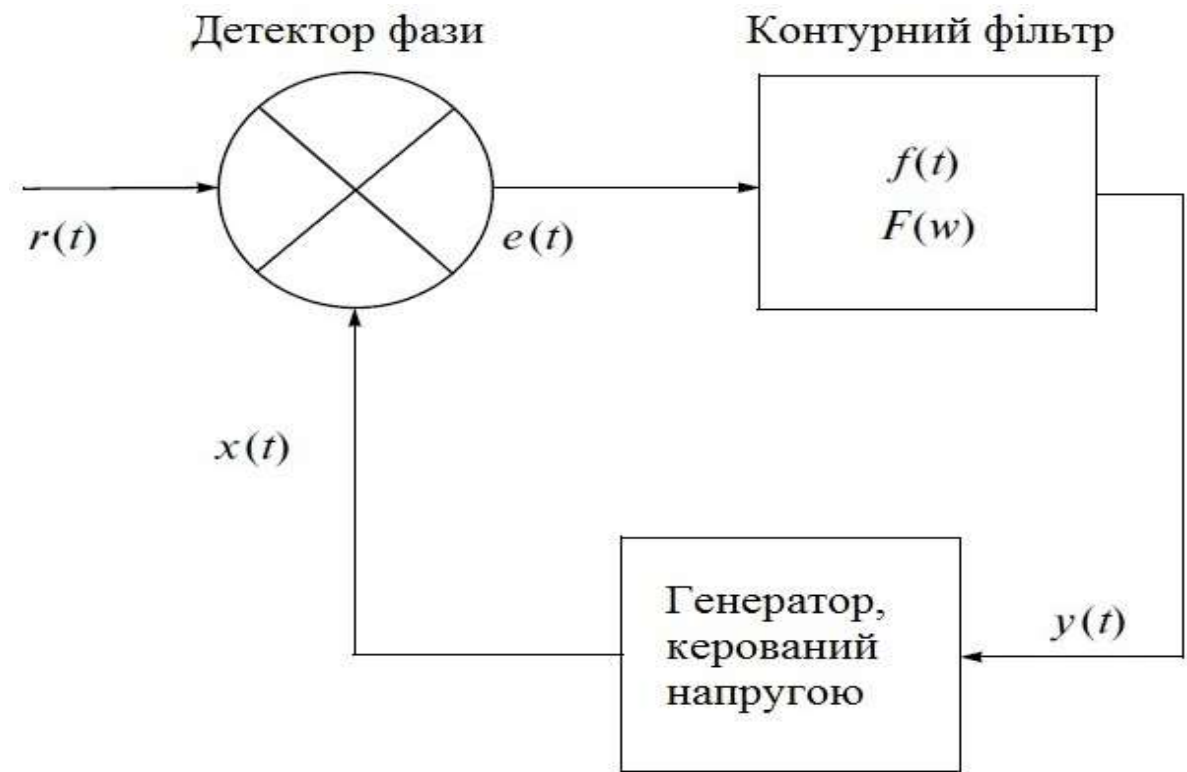 Детектор фази
Контурний фільтр
f(t)
F(w)
r(t)
e(t)
x(t)
Генератор,
керований
напругою
y(t)